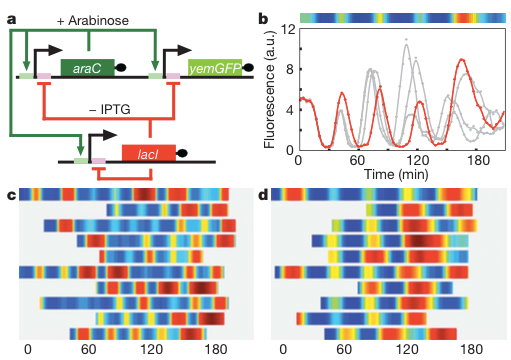 a
+ Arabinose
araC
yemGFP
– IPTG
lacI
b
12
8
4
0
Fluorescence (a.u.)
0 60 120 180
Time (min)
c
0 60 120 180
d
0 60 120 180